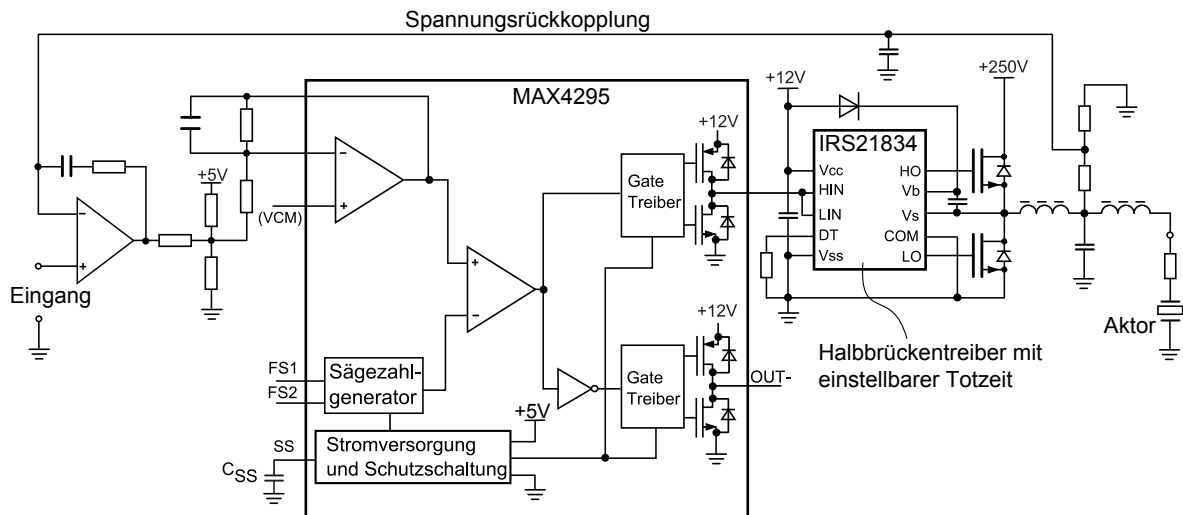 Spannungsrückkopplung
MAX4295
+12V
+250V
IRS21834
+5V
(VCM)
Eingang
Gate
Treiber
+12V
Vcc
HIN
LIN
DT
Vss
HO
Vb
Vs
COM
LO
Aktor
Halbbrückentreiber mit
einstellbarer Totzeit
FS1
FS2
Sägezahl-
generator
Gate
Treiber
+12V
OUT-
+5V
SS
Stromversorgung
und Schutzschaltung
CSS